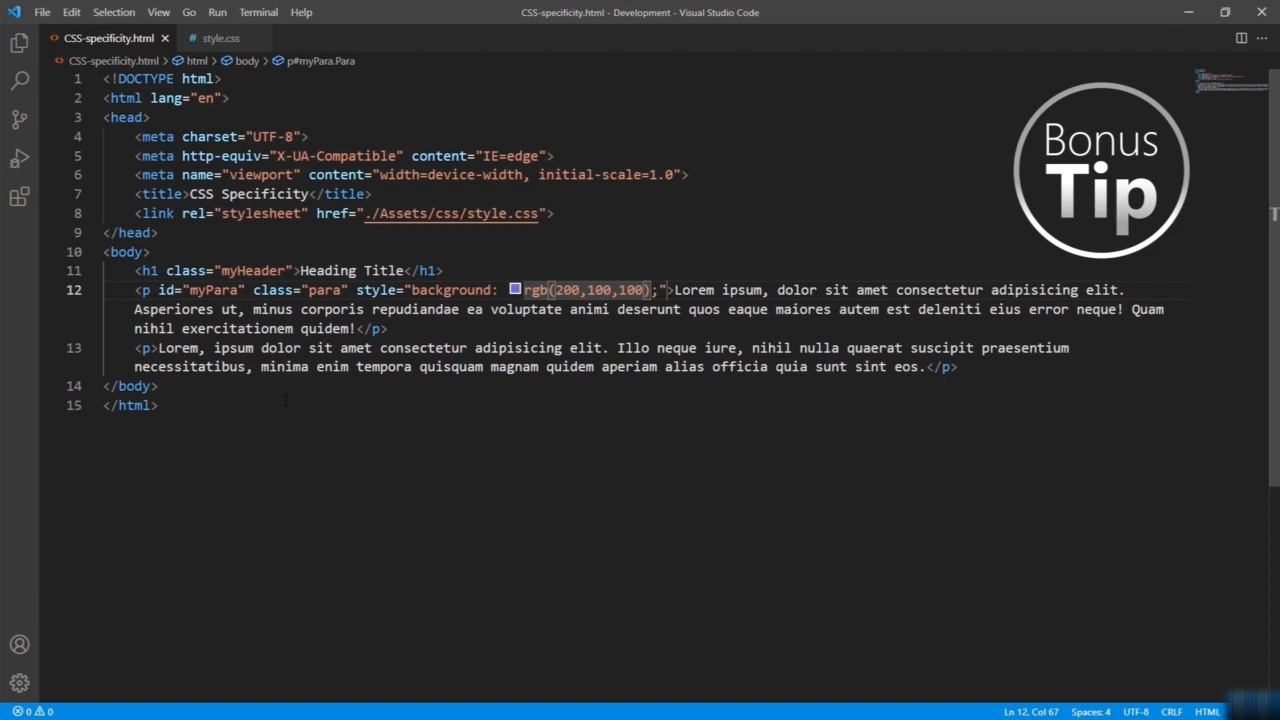 File Edit Selection View Go Run Terminal Help CSS-specificity.html - Development - Visual Studio Code
CSS-specificity.html # style.css
CSS-specificity.html > html > body > p#myPara.Para
1 <!DOCTYPE html>
2 <html lang="en">
3 <head>
4 <meta charset="UTF-8">
5 <meta http-equiv="X-UA-Compatible" content="IE=edge">
6 <meta name="viewport" content="width=device-width, initial-scale=1.0">
7 <title>CSS Specificity</title>
8 <link rel="stylesheet" href="./Assets/css/style.css">
9 </head>
10 <body>
11 <h1 class="myHeader">Heading Title</h1>
12 <p id="myPara" class="para" style="background: rgb(200,100,100);">Lorem ipsum, dolor sit amet consectetur adipisicing elit.
Asperiores ut, minus corporis repudiandae ea voluptate animi deserunt quos eaque maiores autem est deleniti eius error neque! Quam
nihil exercitationem quidem!</p>
13 <p>Lorem, ipsum dolor sit amet consectetur adipisicing elit. Illo neque iure, nihil nulla quaerat suscipit praesentium
necessitatibus, minima enim tempora quisquam magnam quidem aperiam alias officia quia sunt sint eos.</p>
14 </body>
15 </html>
Bonus
Tip
T
0 0 Ln 12, Col 67 Spaces: 4 UTF-8 CRLF HTML